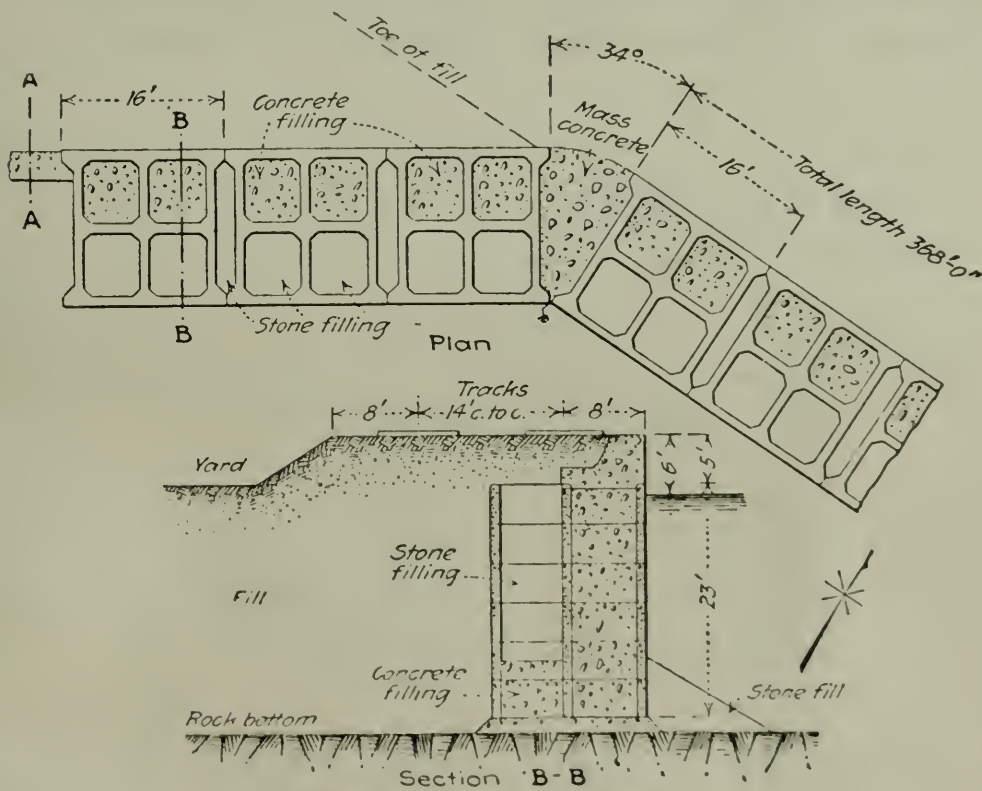 Toe of fill
34°
A
16'
Concrete
filling
Mass
concrete
B
16'
Total length 368'-0"
A
B
Stone filling
Plan
Tracks
8'
14' c. to c.
8'
Yard
6'
5'
Stone
filling
Fill
23'
Concrete
filling
Stone fill
Rock bottom
Section B-B